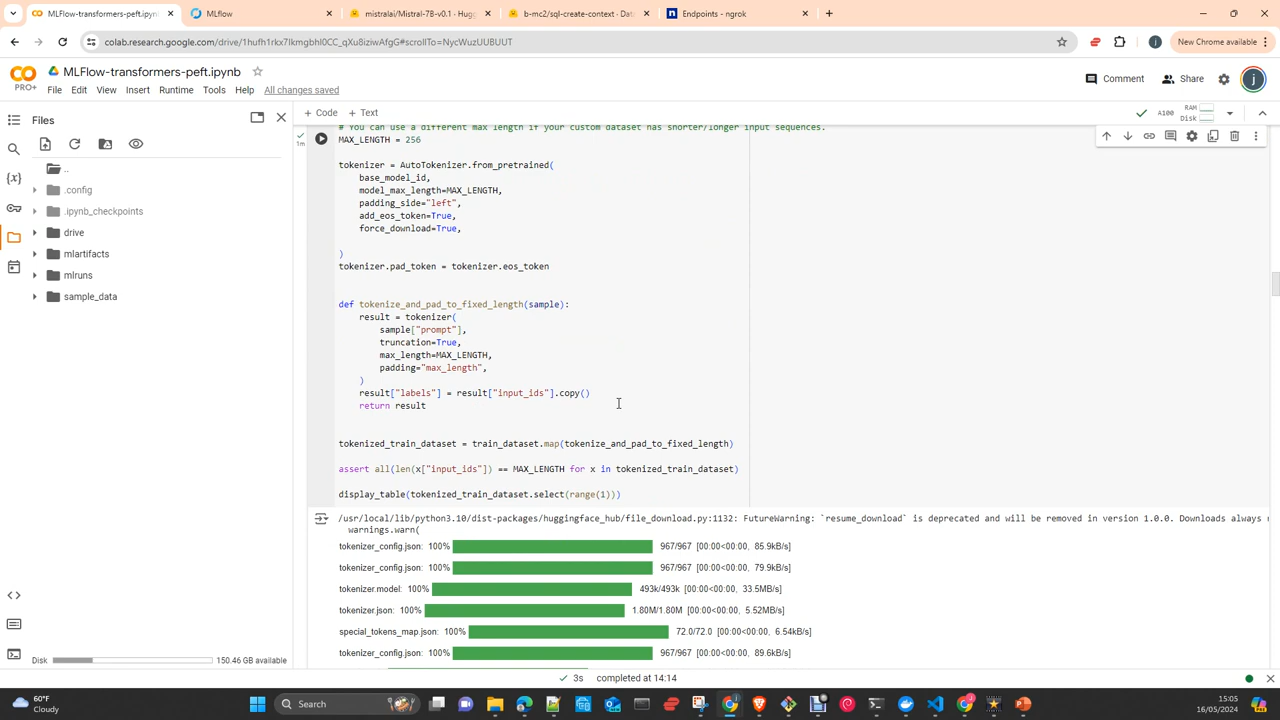 MLFlow-transformers-peft.ipynb
MLflow
mistralai/Mistral-7B-v0.1 - Hugg
b-mc2/sql-create-context - Dat
Endpoints - ngrok
colab.research.google.com/drive/1hufh1rkx7lkmgbhl0CC_qXu8iziwAfgG#scrollTo=NycWuzUUBUUT
New Chrome available
PRO+
MLFlow-transformers-peft.ipynb
Comment
Share
File Edit View Insert Runtime Tools Help All changes saved
Files
+ Code + Text
A100
RAM
Disk
..
.config
.ipynb_checkpoints
drive
mlartifacts
mlruns
sample_data
1m
# You can use a different max length if your custom dataset has shorter/longer input sequences.
MAX_LENGTH = 256
tokenizer = AutoTokenizer.from_pretrained(
base_model_id,
model_max_length=MAX_LENGTH,
padding_side="left",
add_eos_token=True,
force_download=True,
)
tokenizer.pad_token = tokenizer.eos_token
def tokenize_and_pad_to_fixed_length(sample):
result = tokenizer(
sample["prompt"],
truncation=True,
max_length=MAX_LENGTH,
padding="max_length",
)
result["labels"] = result["input_ids"].copy()
return result
tokenized_train_dataset = train_dataset.map(tokenize_and_pad_to_fixed_length)
assert all(len(x["input_ids"]) == MAX_LENGTH for x in tokenized_train_dataset)
display_table(tokenized_train_dataset.select(range(1)))
/usr/local/lib/python3.10/dist-packages/huggingface_hub/file_download.py:1132: FutureWarning: `resume_download` is deprecated and will be removed in version 1.0.0. Downloads always r
warnings.warn(
tokenizer_config.json: 100% 967/967 [00:00<00:00, 85.9kB/s]
tokenizer_config.json: 100% 967/967 [00:00<00:00, 79.9kB/s]
tokenizer.model: 100% 493k/493k [00:00<00:00, 33.5MB/s]
tokenizer.json: 100% 1.80M/1.80M [00:00<00:00, 5.52MB/s]
special_tokens_map.json: 100% 72.0/72.0 [00:00<00:00, 6.54kB/s]
tokenizer_config.json: 100% 967/967 [00:00<00:00, 89.6kB/s]
Disk 150.46 GB available
3s completed at 14:14
60°F
Cloudy
Search
15:05
16/05/2024